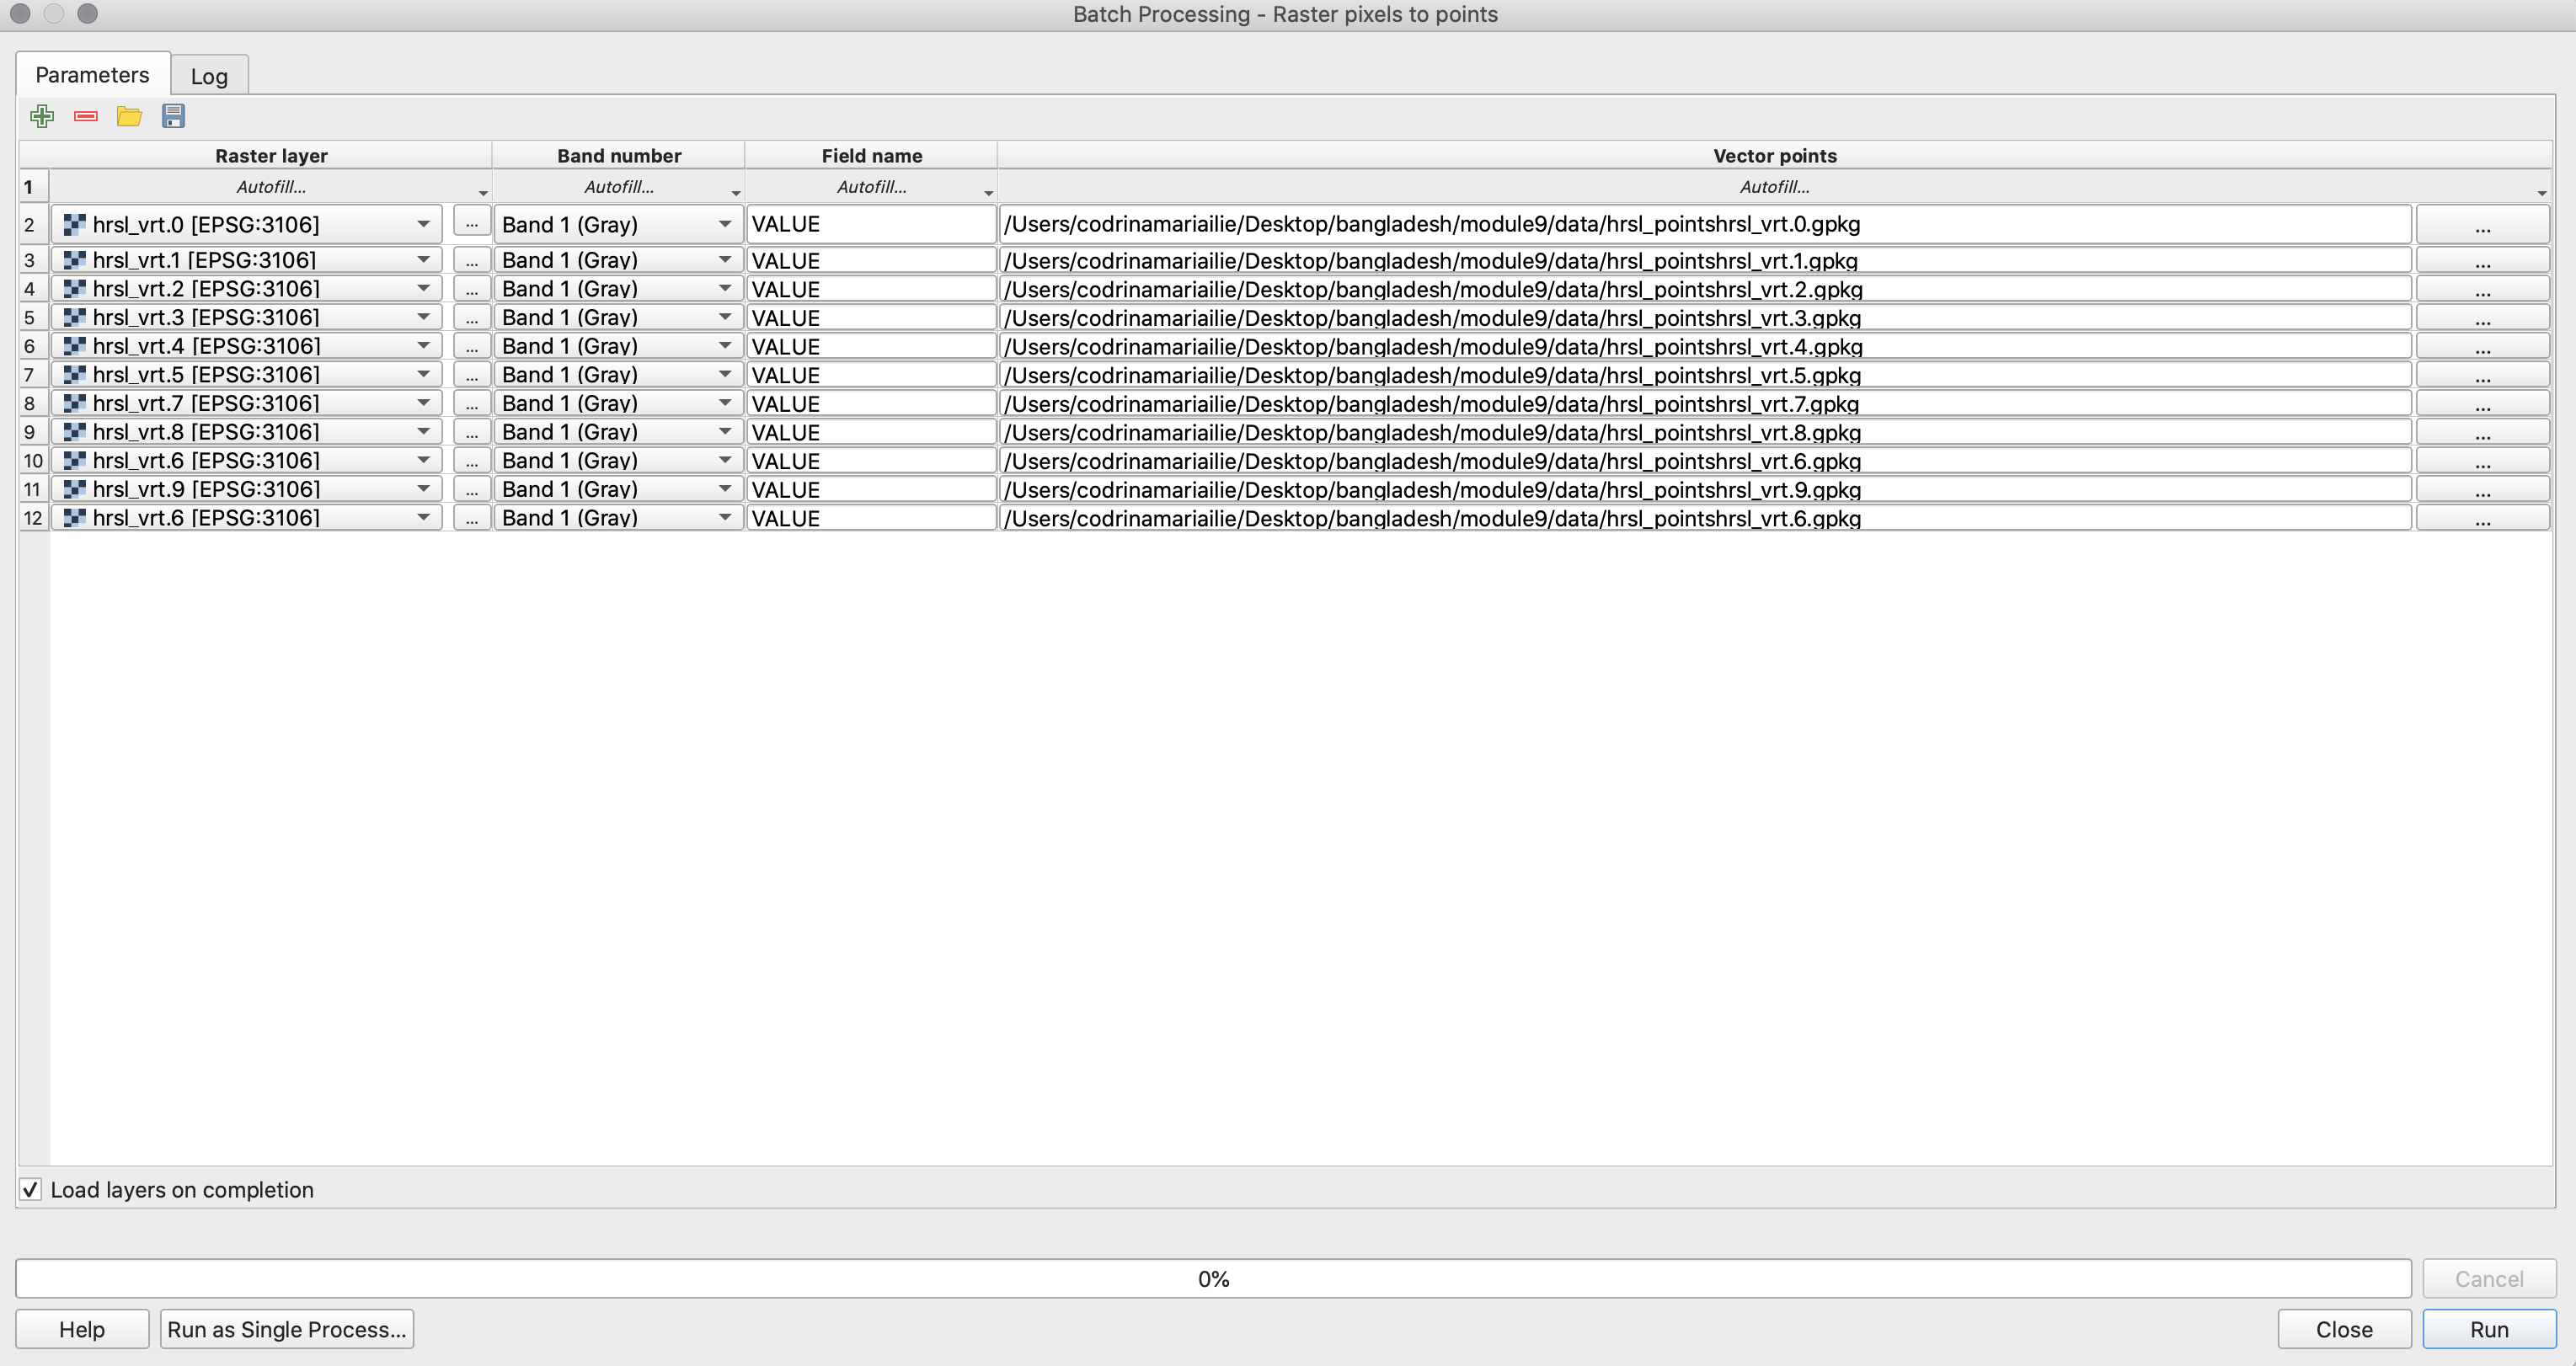 Batch Processing - Raster pixels to points
Parameters Log
Raster layer Band number Field name Vector points
1 Autofill... Autofill... Autofill... Autofill...
2 hrsl_vrt.0 [EPSG:3106] ... Band 1 (Gray) VALUE /Users/codrinamariailie/Desktop/bangladesh/module9/data/hrsl_pointshrsl_vrt.0.gpkg ...
3 hrsl_vrt.1 [EPSG:3106] ... Band 1 (Gray) VALUE /Users/codrinamariailie/Desktop/bangladesh/module9/data/hrsl_pointshrsl_vrt.1.gpkg ...
4 hrsl_vrt.2 [EPSG:3106] ... Band 1 (Gray) VALUE /Users/codrinamariailie/Desktop/bangladesh/module9/data/hrsl_pointshrsl_vrt.2.gpkg ...
5 hrsl_vrt.3 [EPSG:3106] ... Band 1 (Gray) VALUE /Users/codrinamariailie/Desktop/bangladesh/module9/data/hrsl_pointshrsl_vrt.3.gpkg ...
6 hrsl_vrt.4 [EPSG:3106] ... Band 1 (Gray) VALUE /Users/codrinamariailie/Desktop/bangladesh/module9/data/hrsl_pointshrsl_vrt.4.gpkg ...
7 hrsl_vrt.5 [EPSG:3106] ... Band 1 (Gray) VALUE /Users/codrinamariailie/Desktop/bangladesh/module9/data/hrsl_pointshrsl_vrt.5.gpkg ...
8 hrsl_vrt.7 [EPSG:3106] ... Band 1 (Gray) VALUE /Users/codrinamariailie/Desktop/bangladesh/module9/data/hrsl_pointshrsl_vrt.7.gpkg ...
9 hrsl_vrt.8 [EPSG:3106] ... Band 1 (Gray) VALUE /Users/codrinamariailie/Desktop/bangladesh/module9/data/hrsl_pointshrsl_vrt.8.gpkg ...
10 hrsl_vrt.6 [EPSG:3106] ... Band 1 (Gray) VALUE /Users/codrinamariailie/Desktop/bangladesh/module9/data/hrsl_pointshrsl_vrt.6.gpkg ...
11 hrsl_vrt.9 [EPSG:3106] ... Band 1 (Gray) VALUE /Users/codrinamariailie/Desktop/bangladesh/module9/data/hrsl_pointshrsl_vrt.9.gpkg ...
12 hrsl_vrt.6 [EPSG:3106] ... Band 1 (Gray) VALUE /Users/codrinamariailie/Desktop/bangladesh/module9/data/hrsl_pointshrsl_vrt.6.gpkg ...
Load layers on completion
0% Cancel
Help Run as Single Process... Close Run